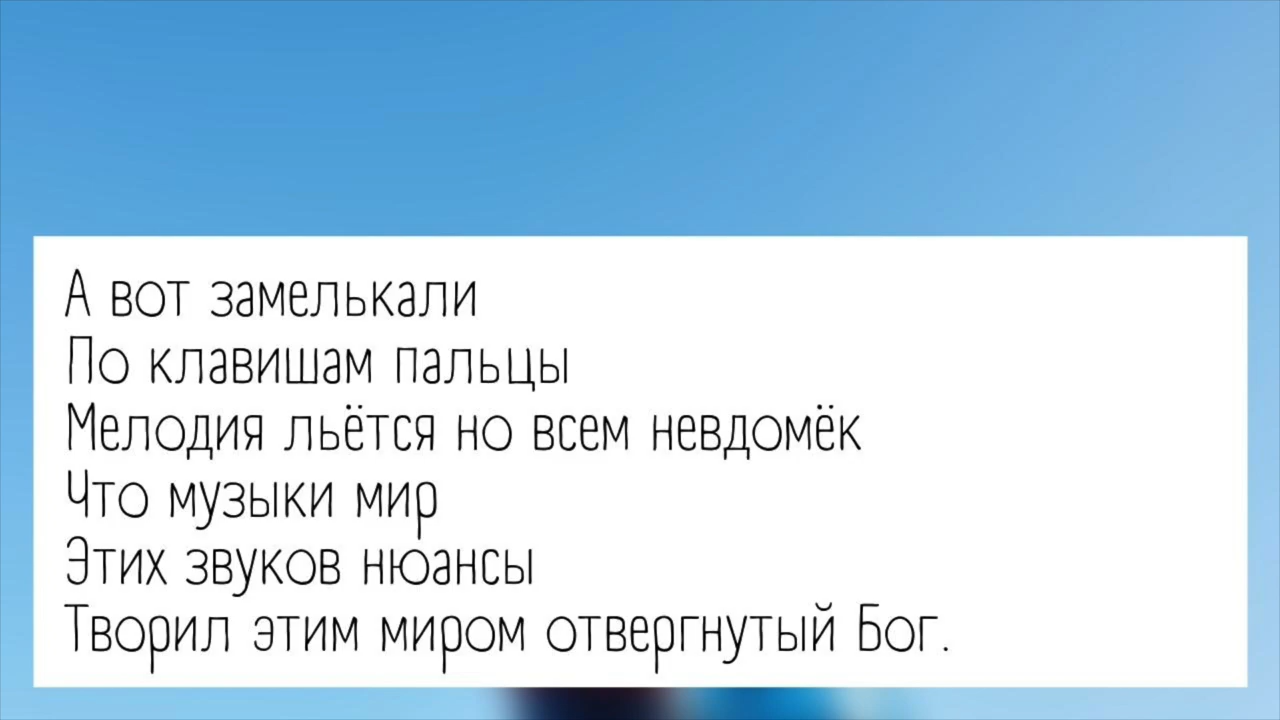 А вот замелькали
По клавишам пальцы
Мелодия льётся но всем невдомёк
Что музыки мир
Этих звуков нюансы
Творил этим миром отвергнутый Бог.